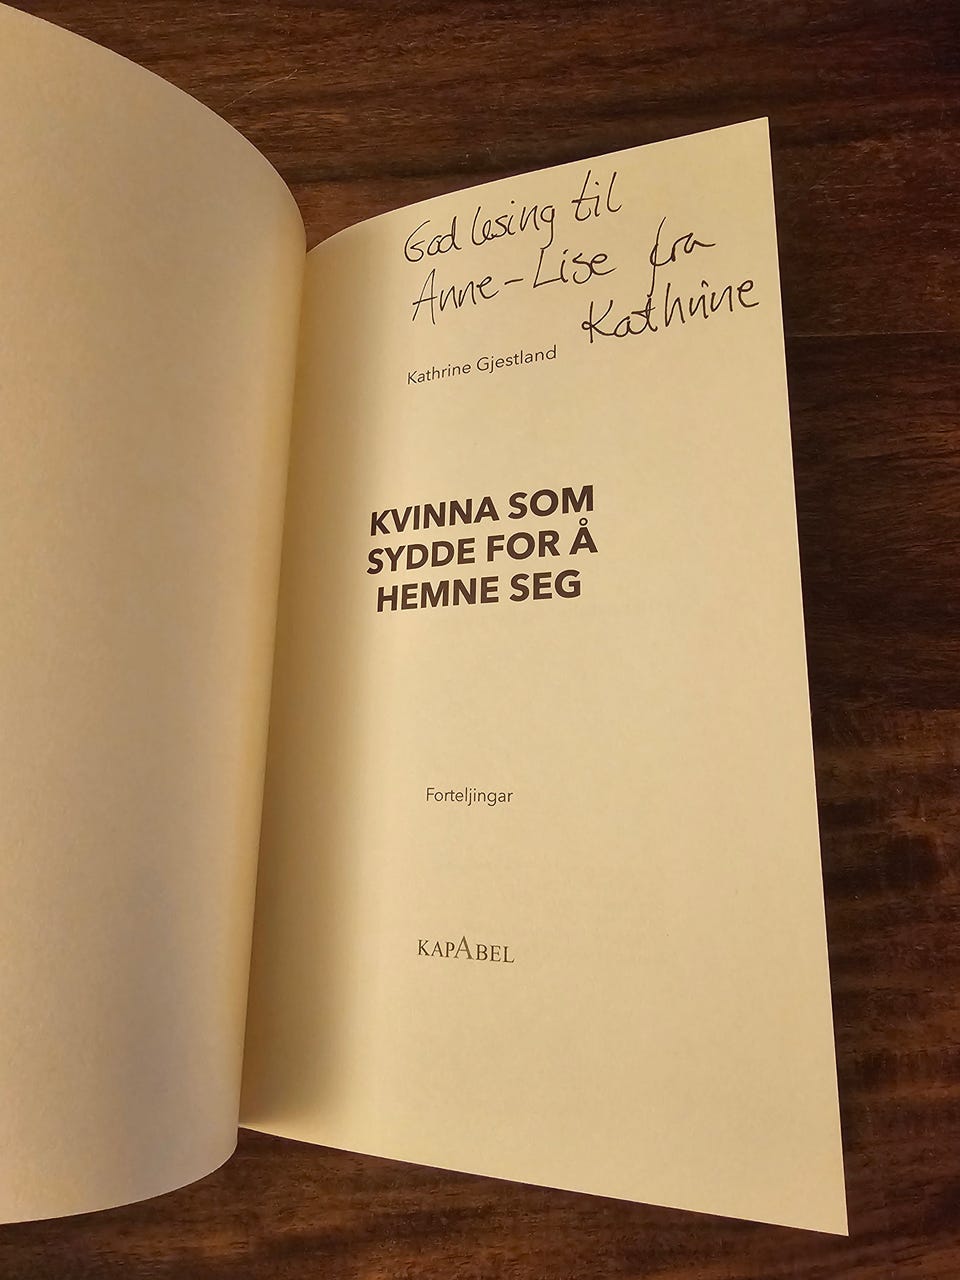 God lesing til
Anne-Lise fra
Kathrine
Kathrine Gjestland
KVINNA SOM
SYDDE FOR Å
HEMNE SEG
Forteljingar
KAPABEL